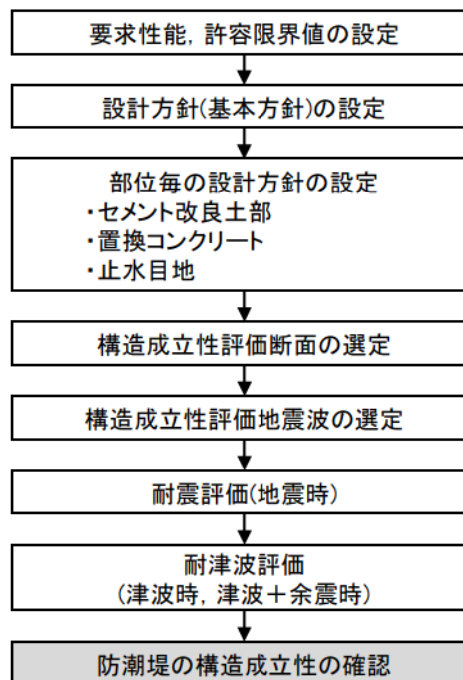 要求性能，許容限界値の設定
設計方針(基本方針)の設定
部位毎の設計方針の設定
・セメント改良土部
・置換コンクリート
・止水目地
構造成立性評価断面の選定
構造成立性評価地震波の選定
耐震評価(地震時)
耐津波評価
(津波時，津波＋余震時)
防潮堤の構造成立性の確認